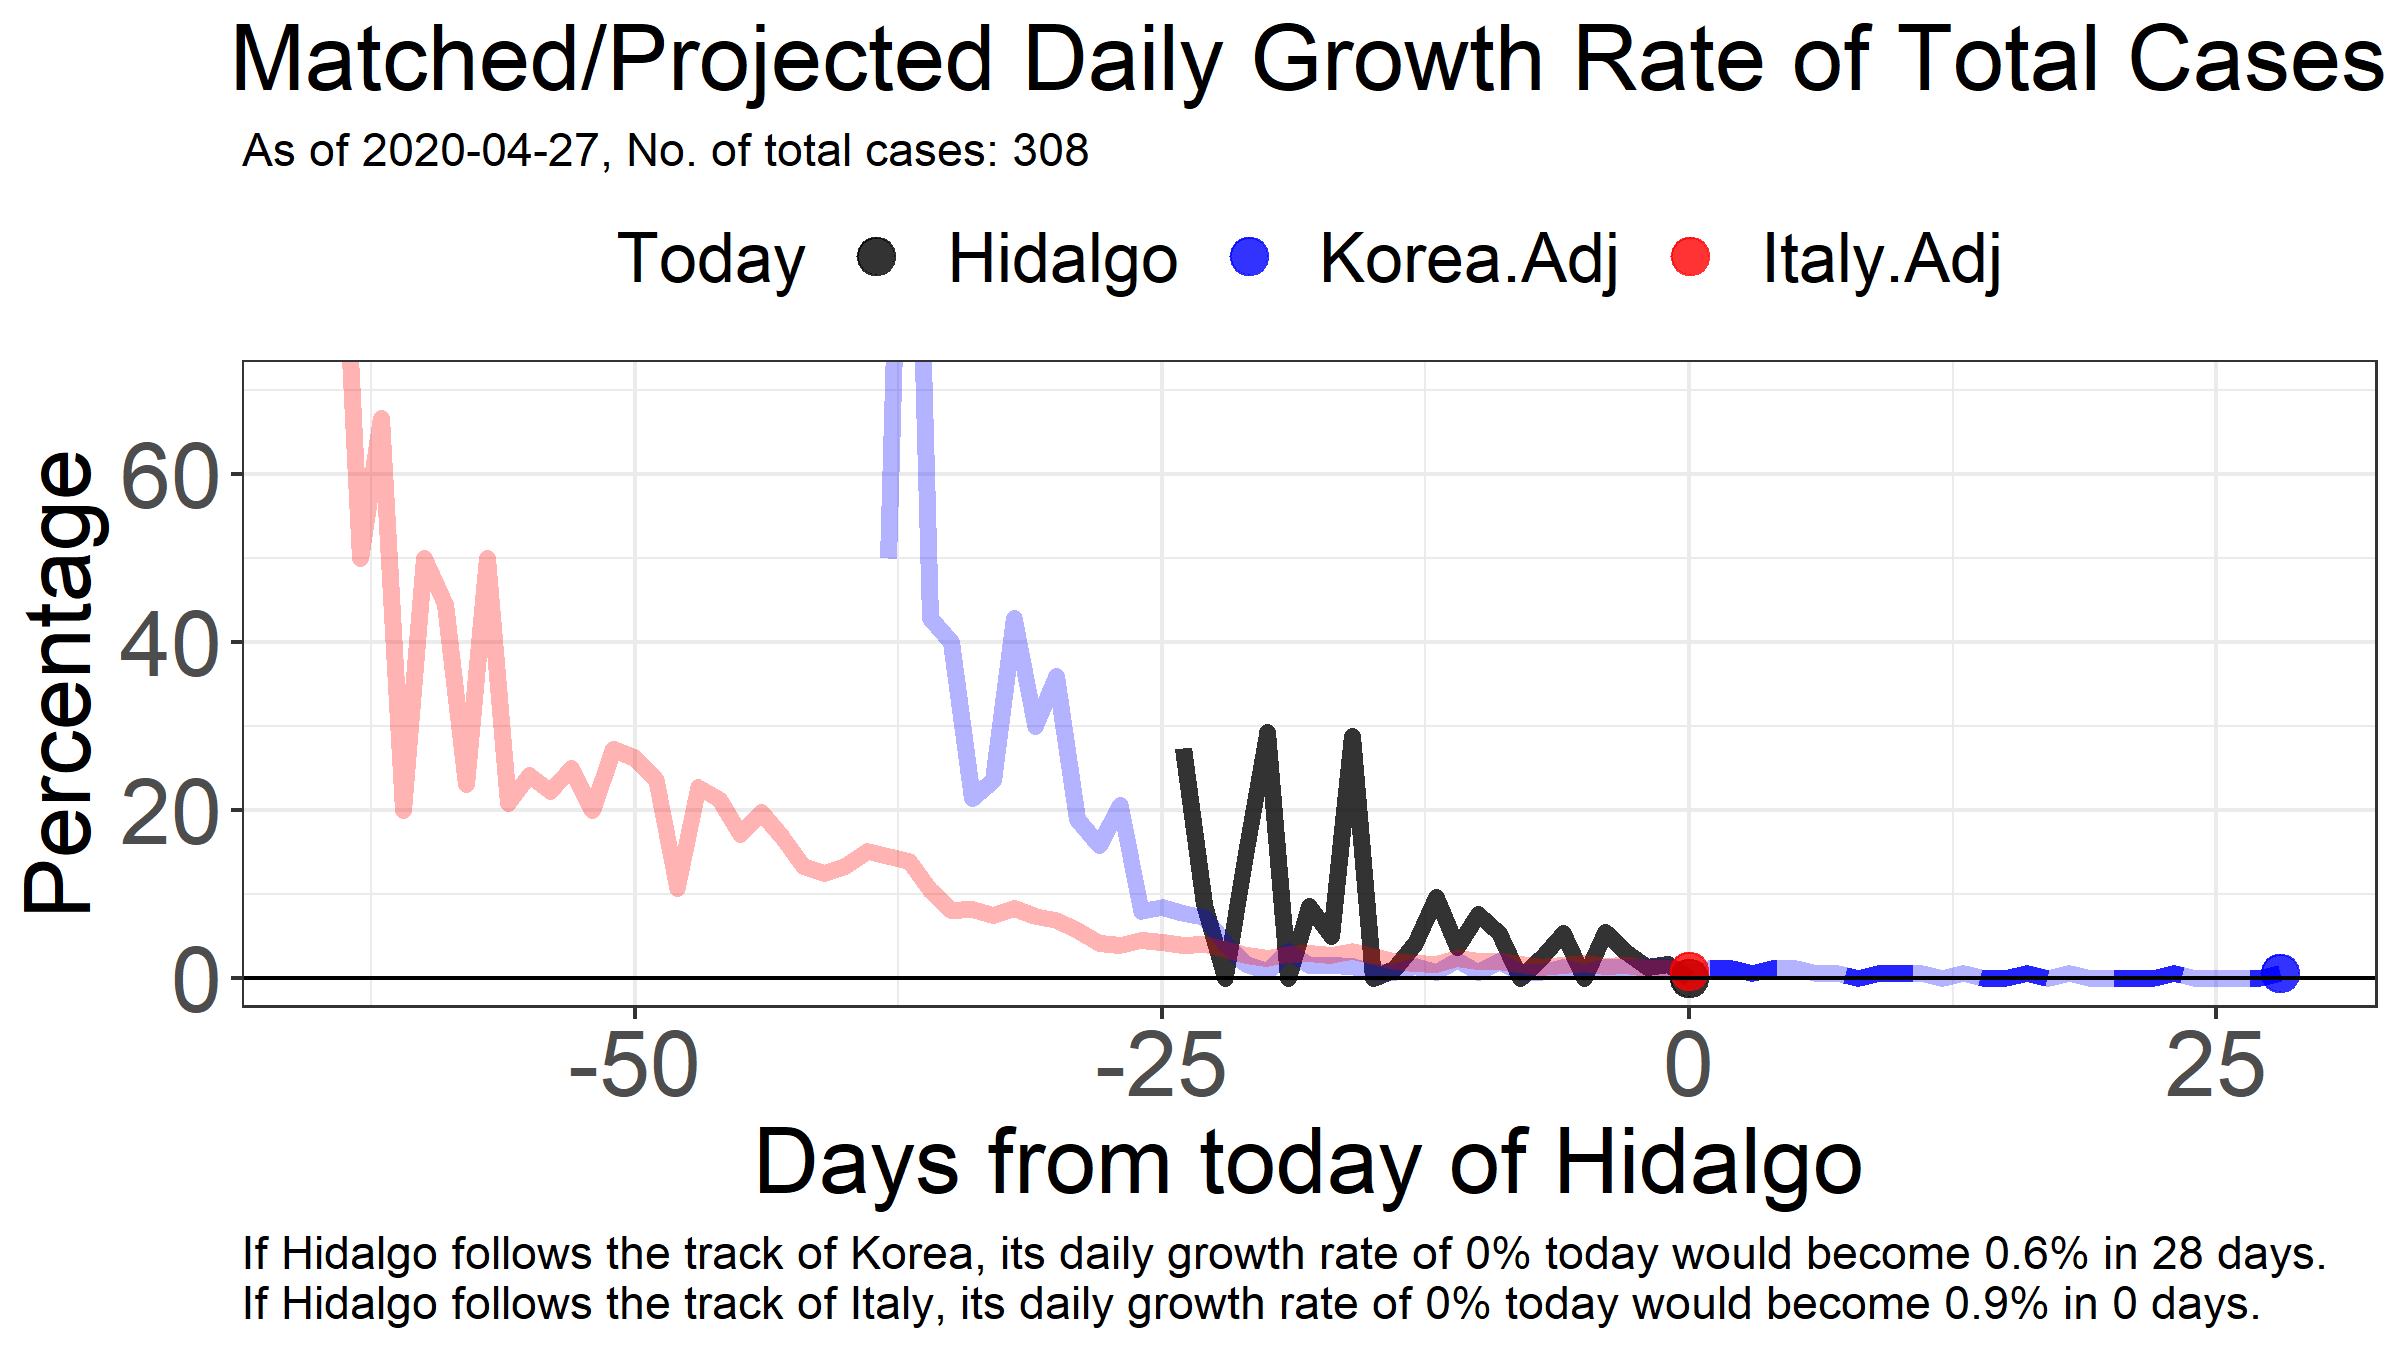 Matched/Projected Daily Growth Rate of Total Cases
As of 2020-04-27, No. of total cases: 308
Today Hidalgo Korea.Adj Italy.Adj
Percentage
60
40
20
0
-50 -25 0 25
Days from today of Hidalgo
If Hidalgo follows the track of Korea, its daily growth rate of 0% today would become 0.6% in 28 days.
If Hidalgo follows the track of Italy, its daily growth rate of 0% today would become 0.9% in 0 days.